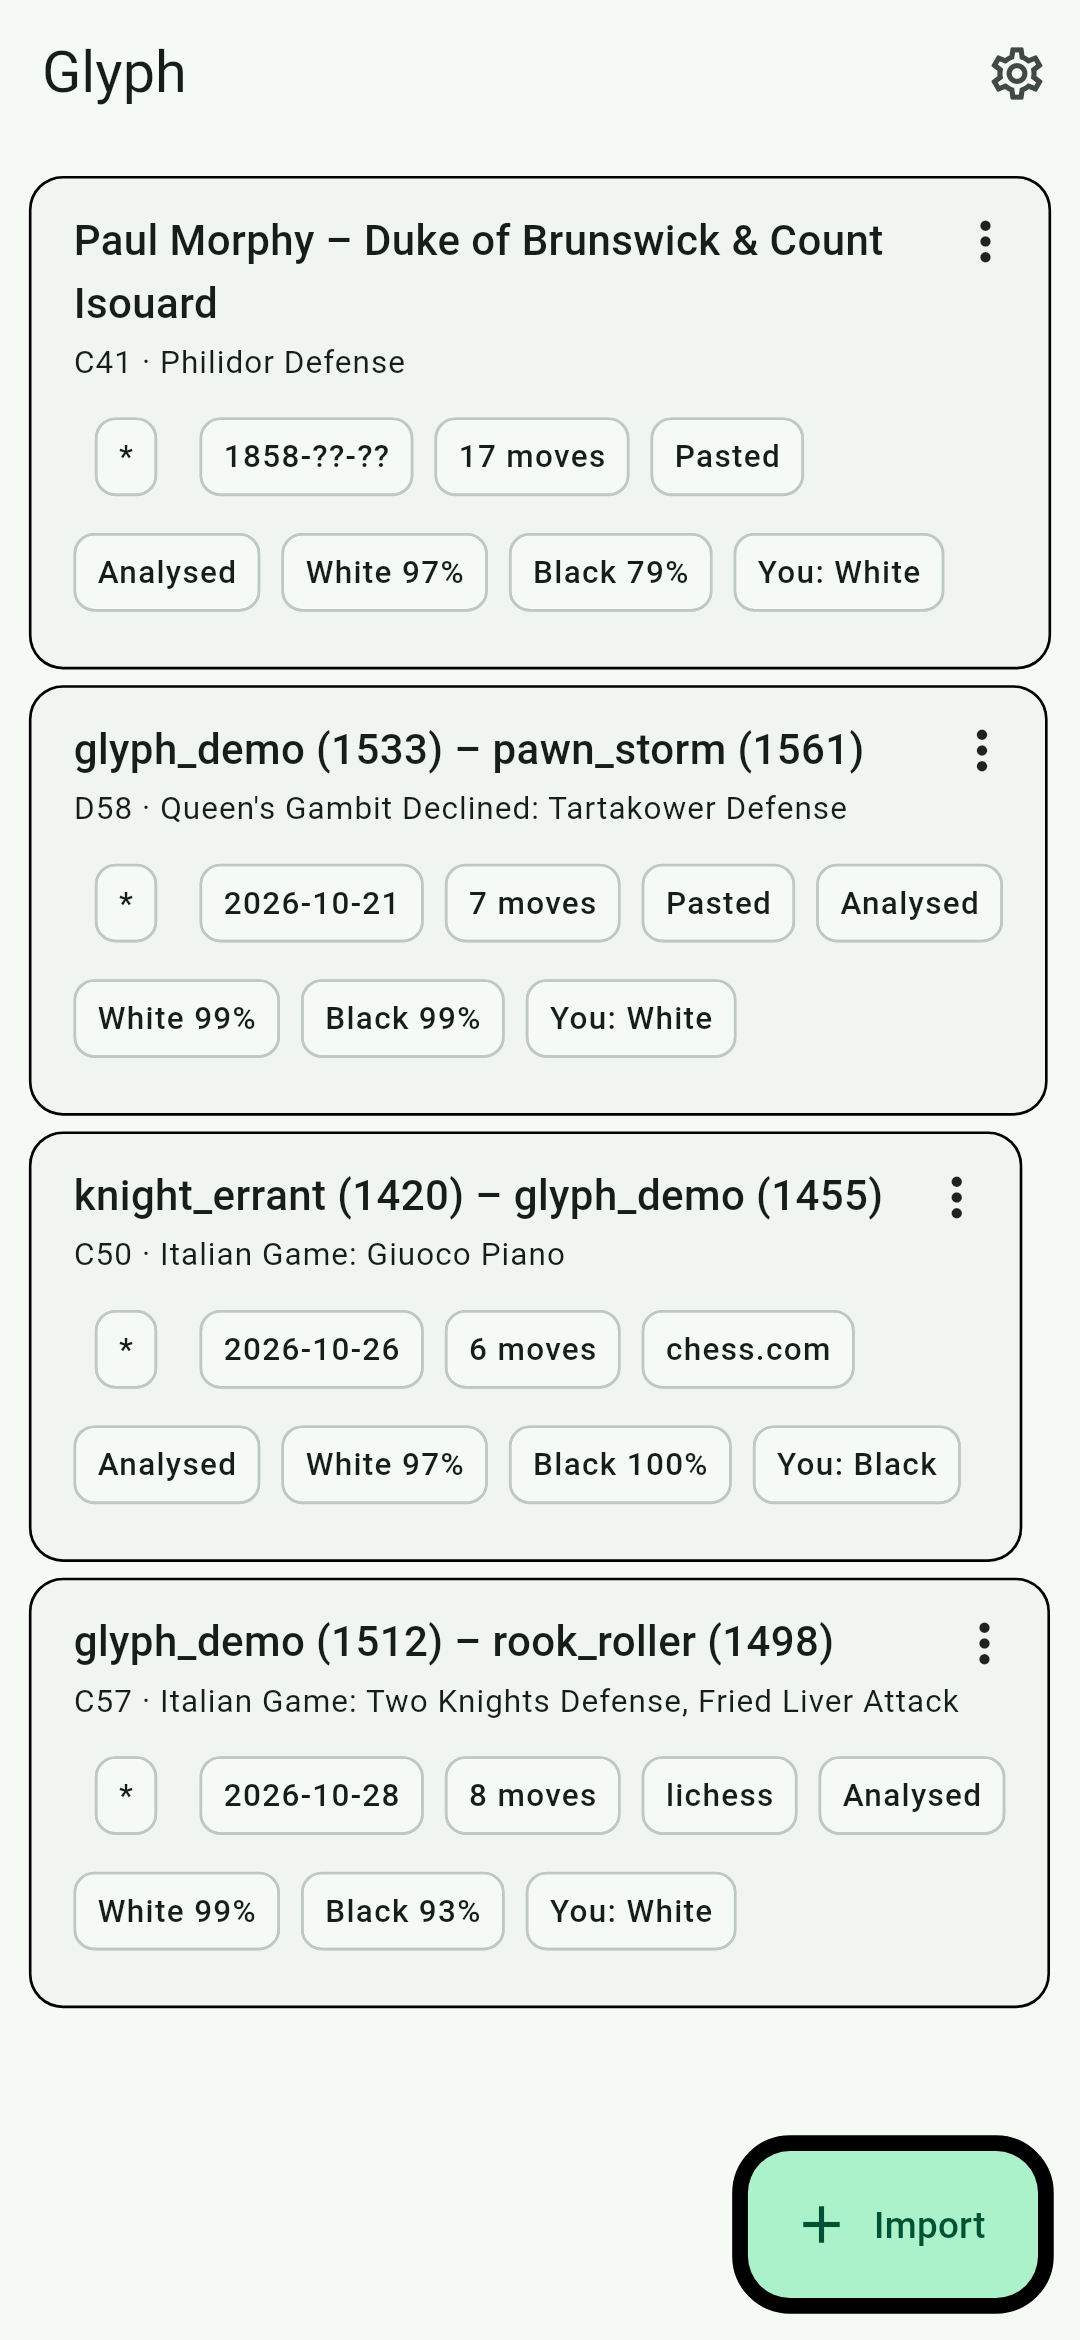 Glyph
Paul Morphy – Duke of Brunswick & Count
Isouard
C41 · Philidor Defense
* 1858-??-?? 17 moves Pasted
Analysed White 97% Black 79% You: White
glyph_demo (1533) – pawn_storm (1561)
D58 · Queen's Gambit Declined: Tartakower Defense
* 2026-10-21 7 moves Pasted Analysed
White 99% Black 99% You: White
knight_errant (1420) – glyph_demo (1455)
C50 · Italian Game: Giuoco Piano
* 2026-10-26 6 moves chess.com
Analysed White 97% Black 100% You: Black
glyph_demo (1512) – rook_roller (1498)
C57 · Italian Game: Two Knights Defense, Fried Liver Attack
* 2026-10-28 8 moves lichess Analysed
White 99% Black 93% You: White
Import